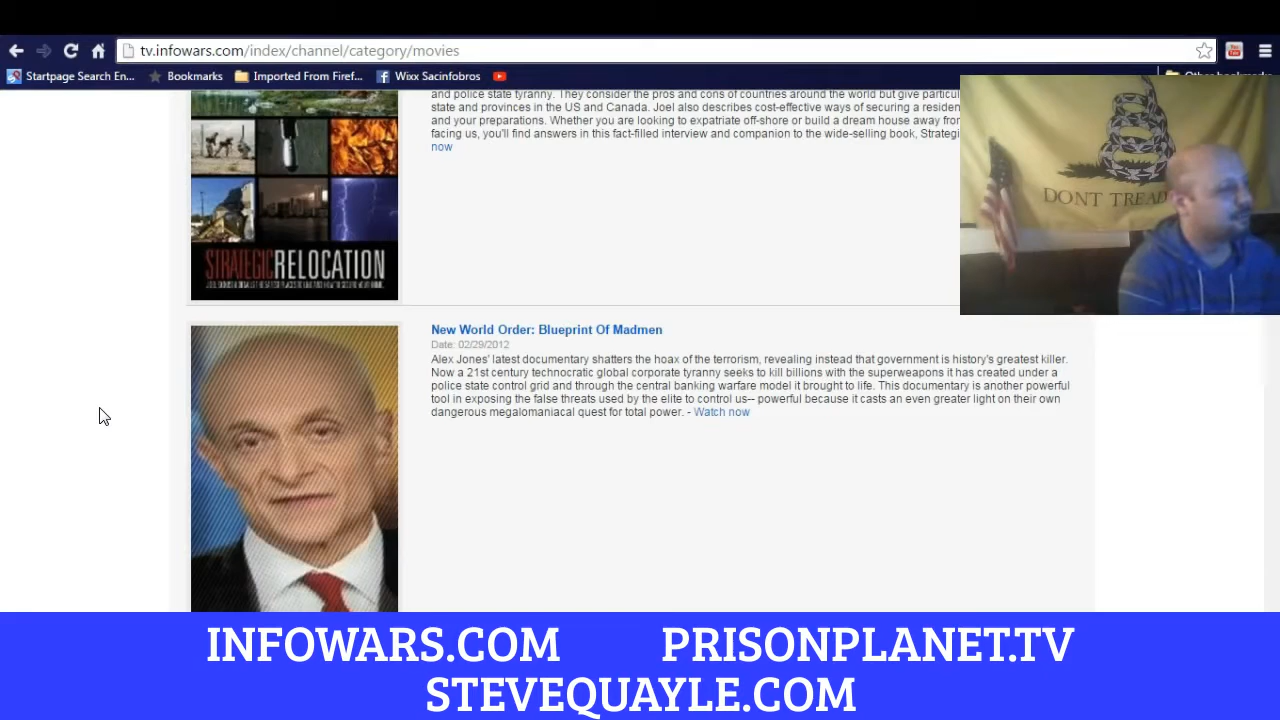 tv.infowars.com/index/channel/category/movies
Startpage Search En... Bookmarks Imported From Firef... Wixx Sacinfobros
and police state tyranny. They consider the pros and cons of countries around the world but give particul
state and provinces in the US and Canada. Joel also describes cost-effective ways of securing a residen
and your preparations. Whether you are looking to expatriate off-shore or build a dream house away fron
facing us, you'll find answers in this fact-filled interview and companion to the wide-selling book, Strategi
now
DONT TREAD
STRATEGIC RELOCATION
New World Order: Blueprint Of Madmen
Date: 02/29/2012
Alex Jones' latest documentary shatters the hoax of the terrorism, revealing instead that government is history's greatest killer.
Now a 21st century technocratic global corporate tyranny seeks to kill billions with the superweapons it has created under a
police state control grid and through the central banking warfare model it brought to life. This documentary is another powerful
tool in exposing the false threats used by the elite to control us-- powerful because it casts an even greater light on their own
dangerous megalomaniacal quest for total power. - Watch now
INFOWARS.COM PRISONPLANET.TV
STEVEQUAYLE.COM